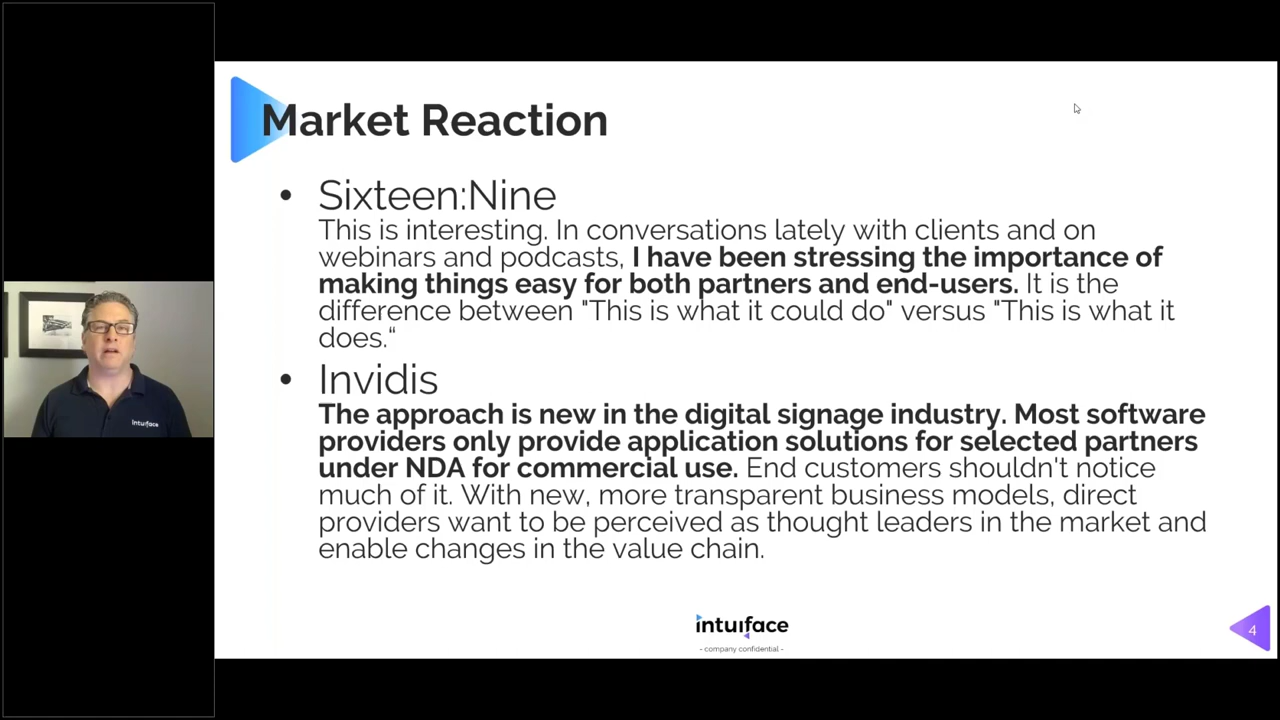 Market Reaction
• Sixteen:Nine
This is interesting. In conversations lately with clients and on
webinars and podcasts, I have been stressing the importance of
making things easy for both partners and end-users. It is the
difference between "This is what it could do" versus "This is what it
does.“
• Invidis
The approach is new in the digital signage industry. Most software
providers only provide application solutions for selected partners
under NDA for commercial use. End customers shouldn't notice
much of it. With new, more transparent business models, direct
providers want to be perceived as thought leaders in the market and
enable changes in the value chain.
intuıface
- company confidential -
4
intuıface